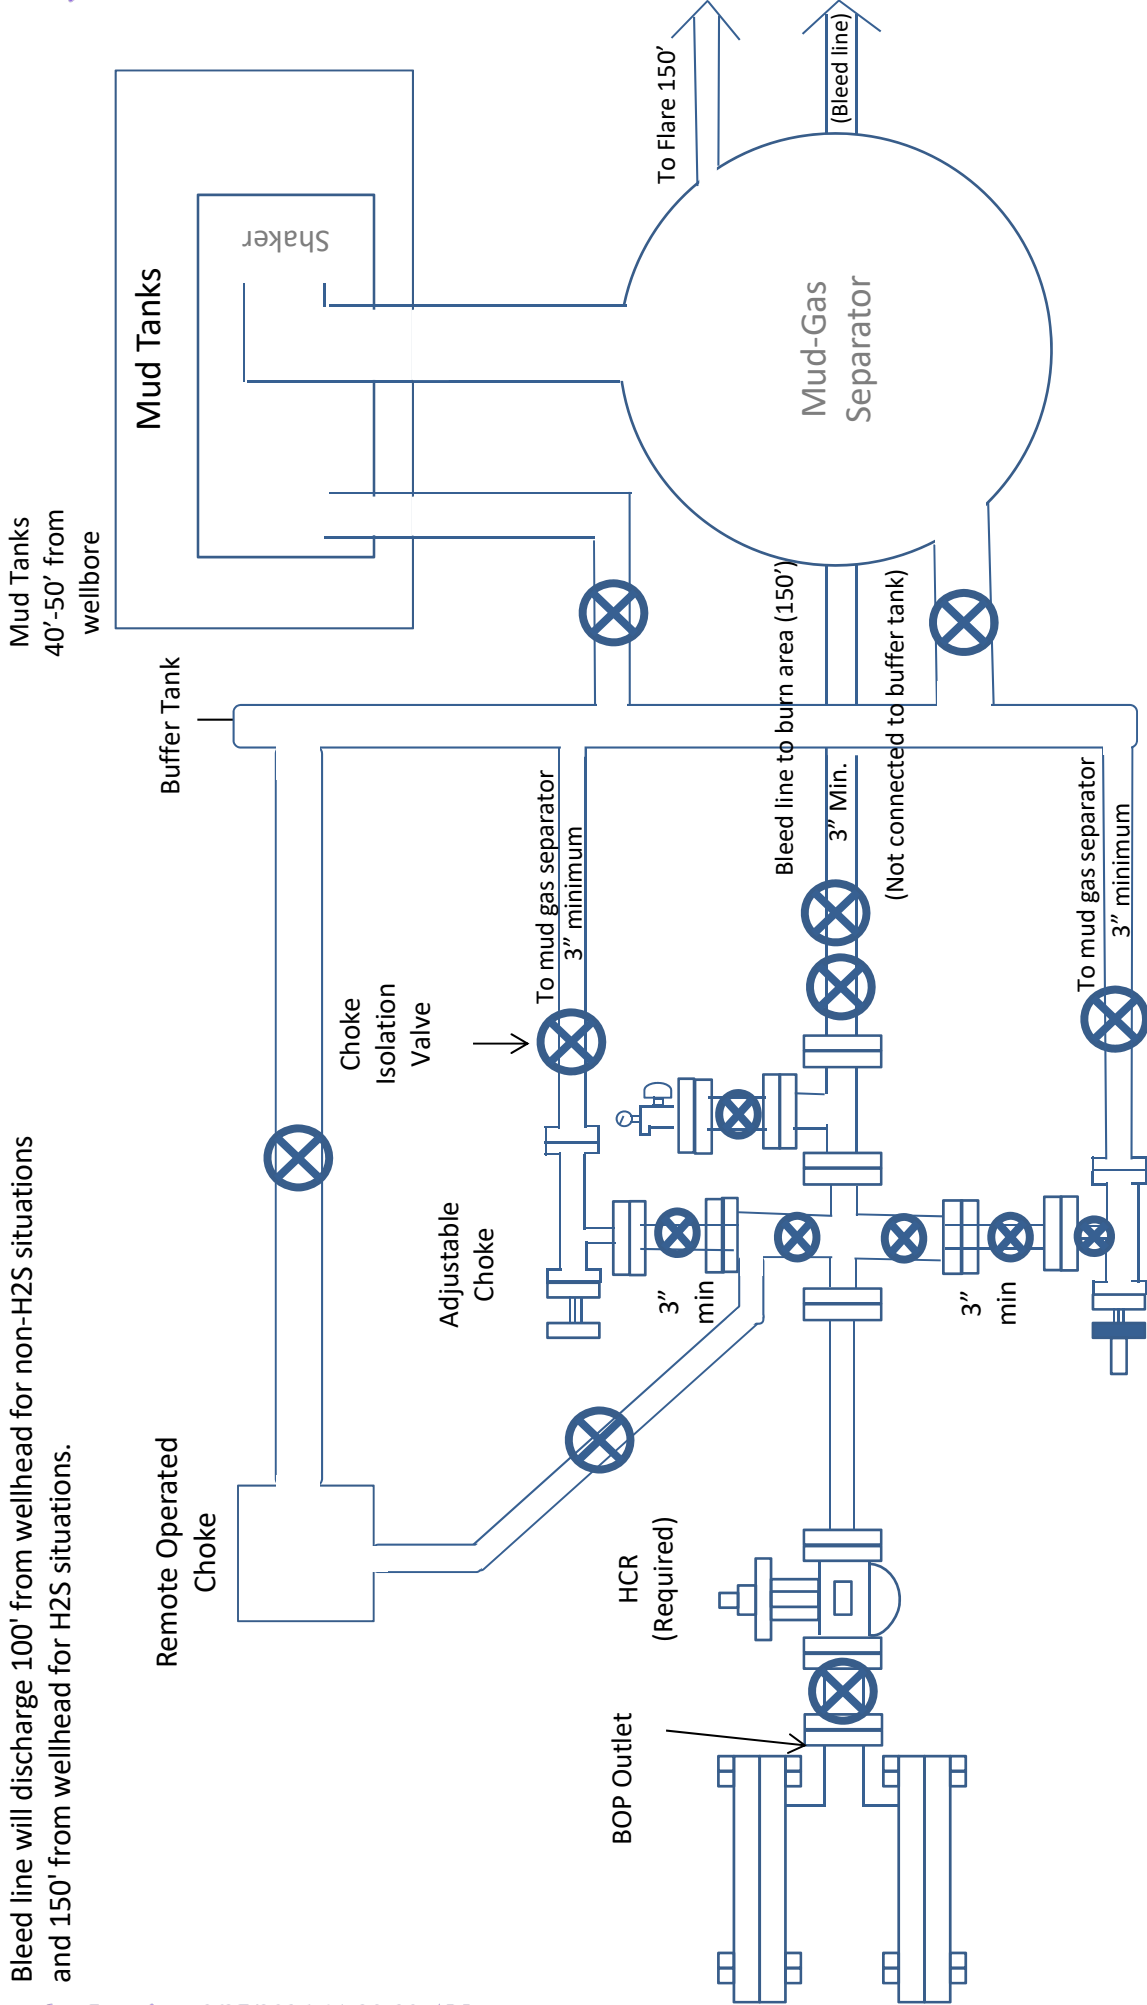 Bleed line will discharge 100' from wellhead for non-H2S situations
and 150' from wellhead for H2S situations.
Mud Tanks
40’-50’ from
wellbore
Mud Tanks
Shaker
Buffer Tank
Remote Operated
Choke
Choke
Isolation
Valve
Adjustable
Choke
To mud gas separator
3” minimum
To Flare 150’
(Bleed line)
Mud-Gas
Separator
Bleed line to burn area (150’)
3” Min.
(Not connected to buffer tank)
3”
min
3”
min
To mud gas separator
3” minimum
HCR
(Required)
BOP Outlet